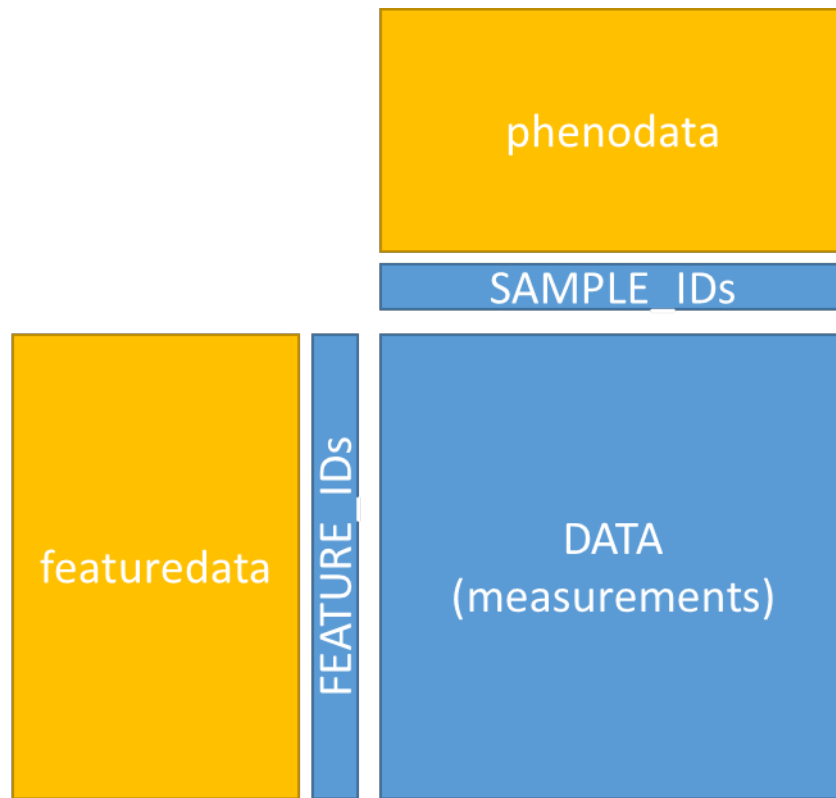 phenodata
SAMPLE_IDs
featuredata
FEATURE_IDs
DATA
(measurements)